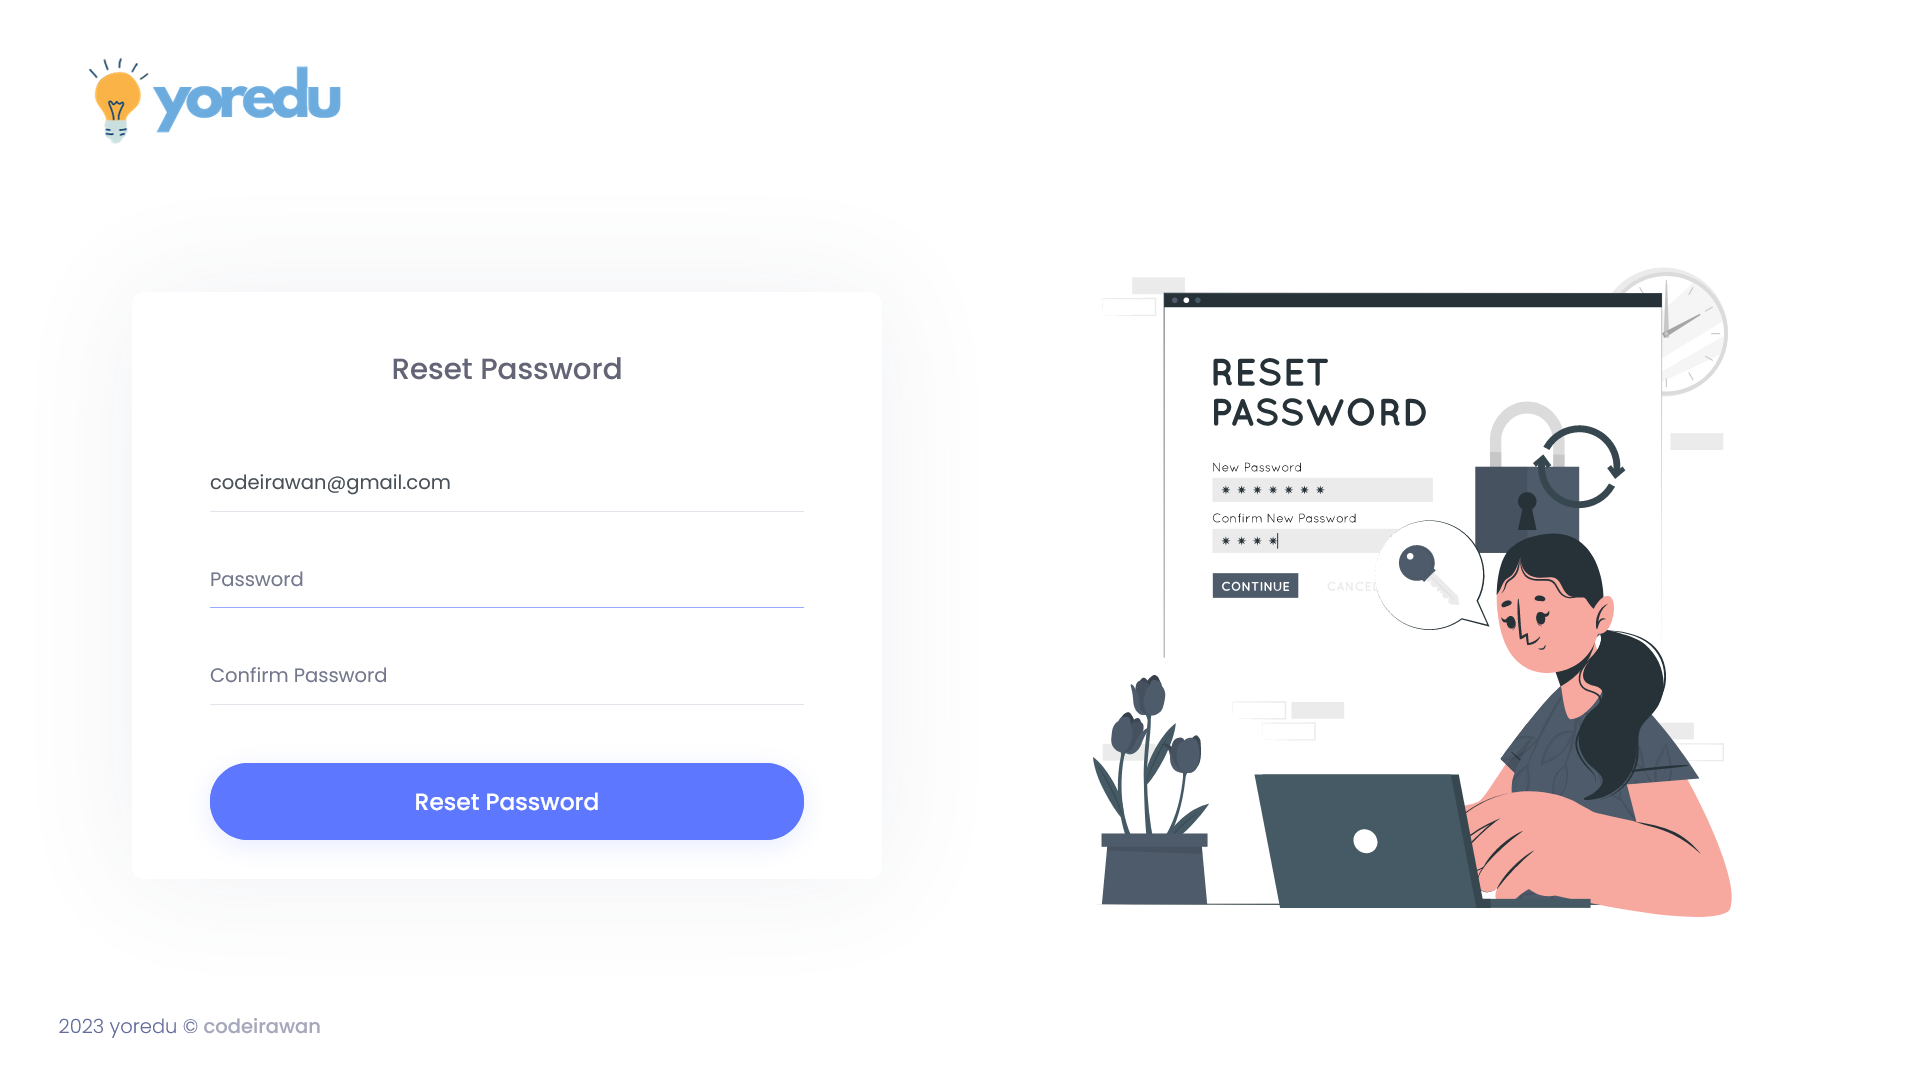 yoredu
Reset Password
codeirawan@gmail.com
Password
Confirm Password
Reset Password
RESET
PASSWORD
New Password
*******
Confirm New Password
****
CONTINUE
2023 yoredu © codeirawan